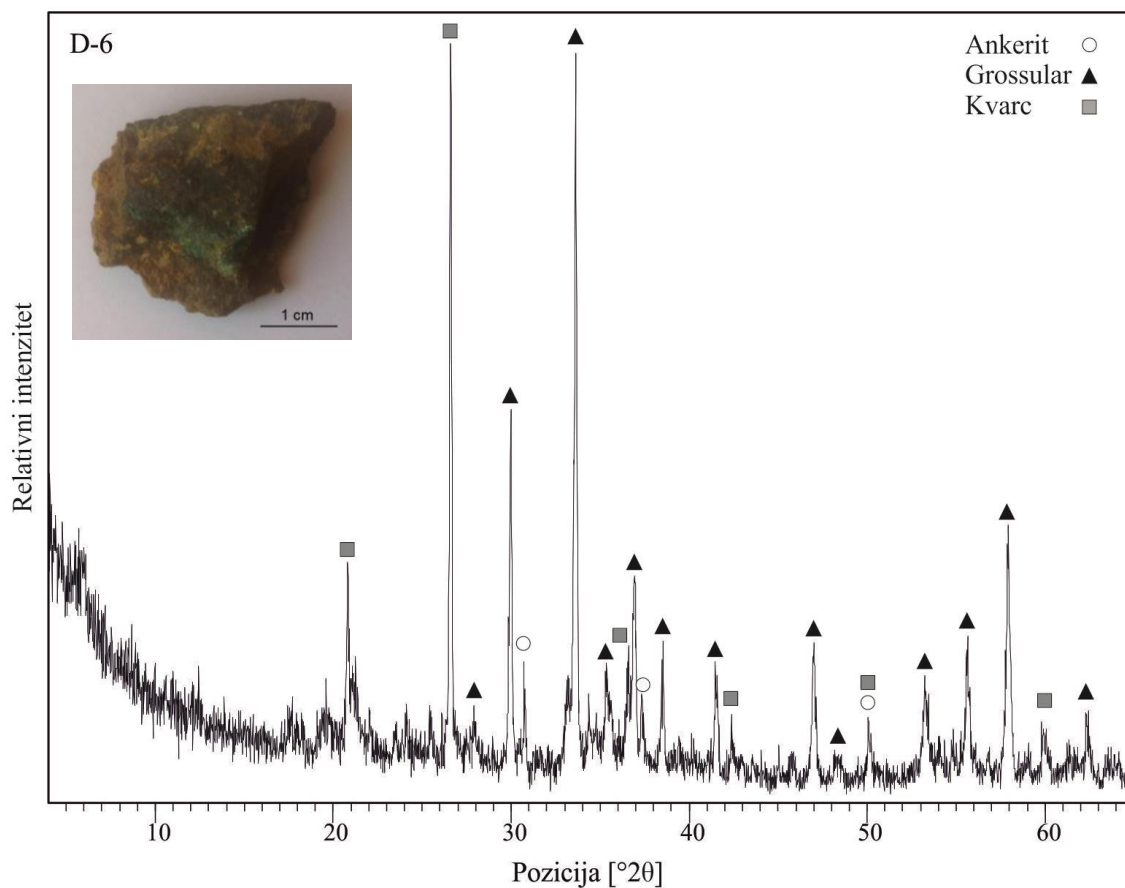 D-6
Ankerit
Grossular
Kvarc
1 cm
Relativni intenzitet
10 20 30 40 50 60
Pozicija [°2θ]